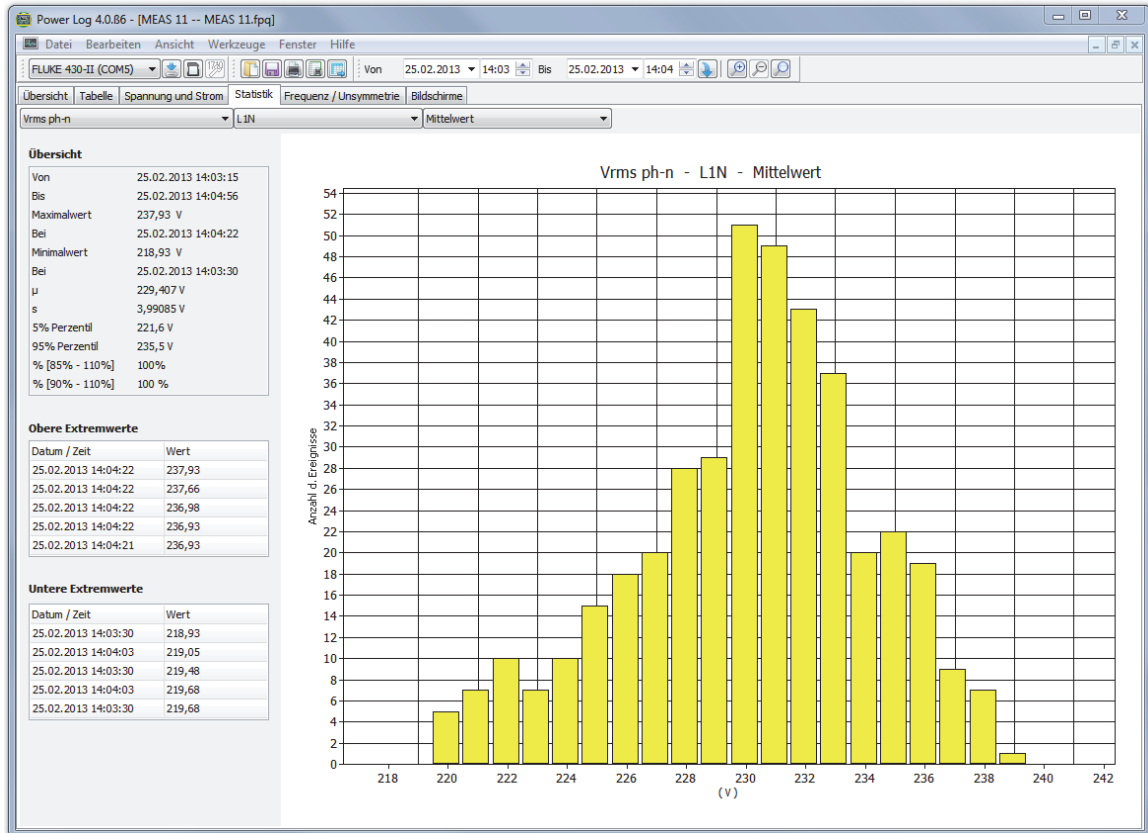 Power Log 4.0.86 - [MEAS 11 -- MEAS 11.fpq]
Datei Bearbeiten Ansicht Werkzeuge Fenster Hilfe
FLUKE 430-II (COM5) Von 25.02.2013 14:03 Bis 25.02.2013 14:04
Übersicht Tabelle Spannung und Strom Statistik Frequenz / Unsymmetrie Bildschirme
Vrms ph-n L1N Mittelwert
Übersicht
Von 25.02.2013 14:03:15
Bis 25.02.2013 14:04:56
Maximalwert 237,93 V
Bei 25.02.2013 14:04:22
Minimalwert 218,93 V
Bei 25.02.2013 14:03:30
µ 229,407 V
s 3,99085 V
5% Perzentil 221,6 V
95% Perzentil 235,5 V
% [85% - 110%] 100%
% [90% - 110%] 100 %
Obere Extremwerte
Datum / Zeit Wert
25.02.2013 14:04:22 237,93
25.02.2013 14:04:22 237,66
25.02.2013 14:04:22 236,98
25.02.2013 14:04:22 236,93
25.02.2013 14:04:21 236,93
Untere Extremwerte
Datum / Zeit Wert
25.02.2013 14:03:30 218,93
25.02.2013 14:04:03 219,05
25.02.2013 14:03:30 219,48
25.02.2013 14:04:03 219,68
25.02.2013 14:03:30 219,68
Vrms ph-n - L1N - Mittelwert
Anzahl d. Ereignisse
54
52
50
48
46
44
42
40
38
36
34
32
30
28
26
24
22
20
18
16
14
12
10
8
6
4
2
0
218 220 222 224 226 228 230 232 234 236 238 240 242
(V)